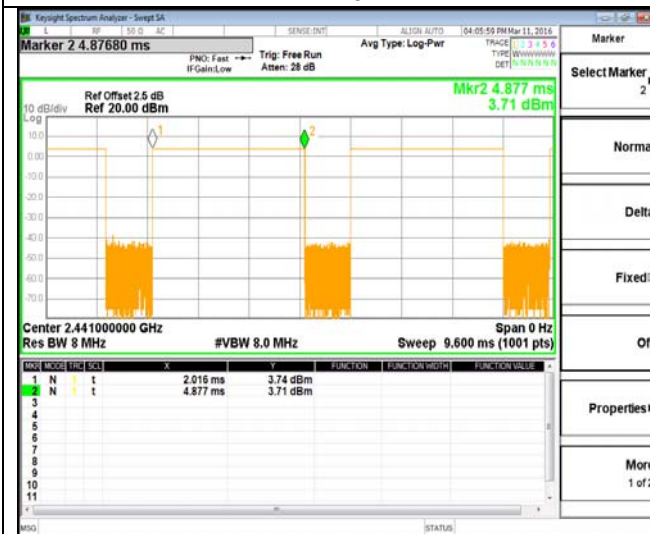 Keysight Spectrum Analyzer - Swept SA
L RF 50 Ω AC SENSE:INT ALIGN AUTO 04:05:59 PM Mar 11, 2016
Marker 2 4.87680 ms
PNO: Fast
IFGain:Low
Trig: Free Run
Atten: 28 dB
Avg Type: Log-Pwr
TRACE 1 2 3 4 5 6
TYPE WWWWWW
DET N N N N N N
Mkr2 4.877 ms
3.71 dBm
Ref Offset 2.5 dB
10 dB/div Ref 20.00 dBm
Log
10.0
0.00
-10.0
-20.0
-30.0
-40.0
-50.0
-60.0
-70.0
1
2
Center 2.441000000 GHz Span 0 Hz
Res BW 8 MHz #VBW 8.0 MHz Sweep 9.600 ms (1001 pts)
MKR MODE TRC SCL X Y FUNCTION FUNCTION WIDTH FUNCTION VALUE
1 N 1 t 2.016 ms 3.74 dBm
2 N 1 t 4.877 ms 3.71 dBm
3
4
5
6
7
8
9
10
11
MSG STATUS
Marker
Select Marker
2
Norma
Delta
Fixed
Of
Properties
More
1 of 2